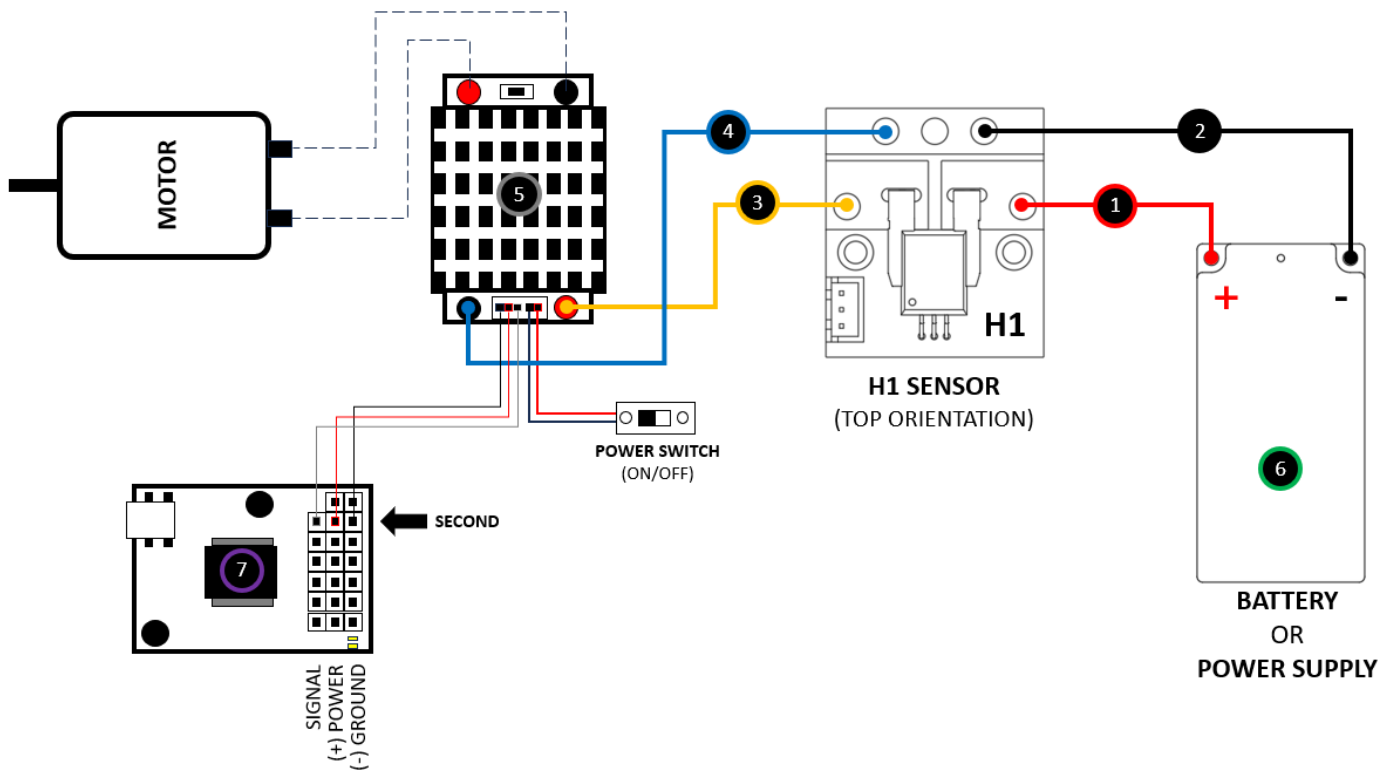 MOTOR
5
4
3
2
1
+
-
H1
H1 SENSOR
(TOP ORIENTATION)
POWER SWITCH
(ON/OFF)
6
SECOND
7
BATTERY
OR
POWER SUPPLY
SIGNAL
(+) POWER
(-) GROUND